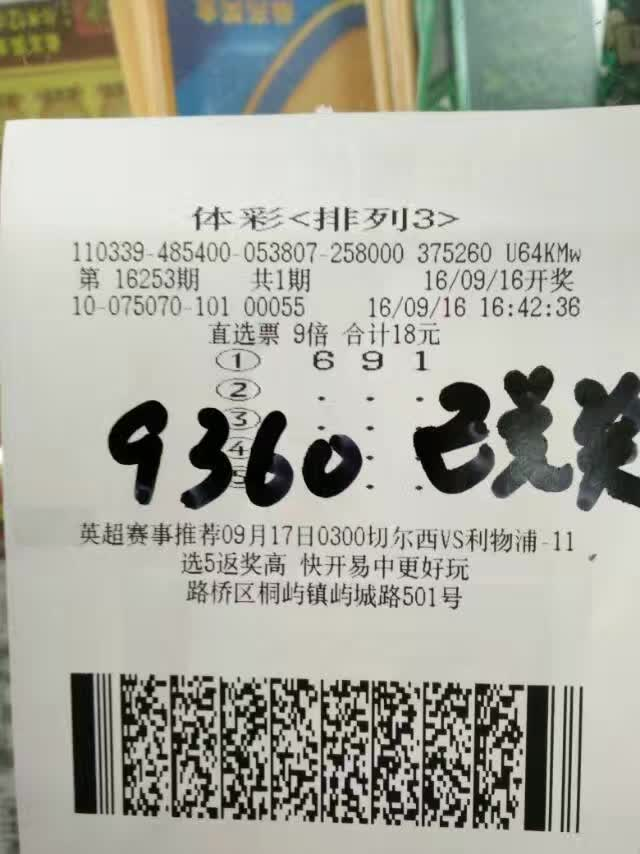 体彩<排列3>
110339-485400-053807-258000 375260 U64KMw
第 16253期 共1期 16/09/16开奖
10-075070-101 00055 16/09/16 16:42:36
直选票 9倍 合计18元
① 6 9 1
② . . .
③ . . .
④ . . .
⑤ . . .
9360 已兑奖
英超赛事推荐09月17日0300切尔西VS利物浦-11
选5返奖高 快开易中更好玩
路桥区桐屿镇屿城路501号